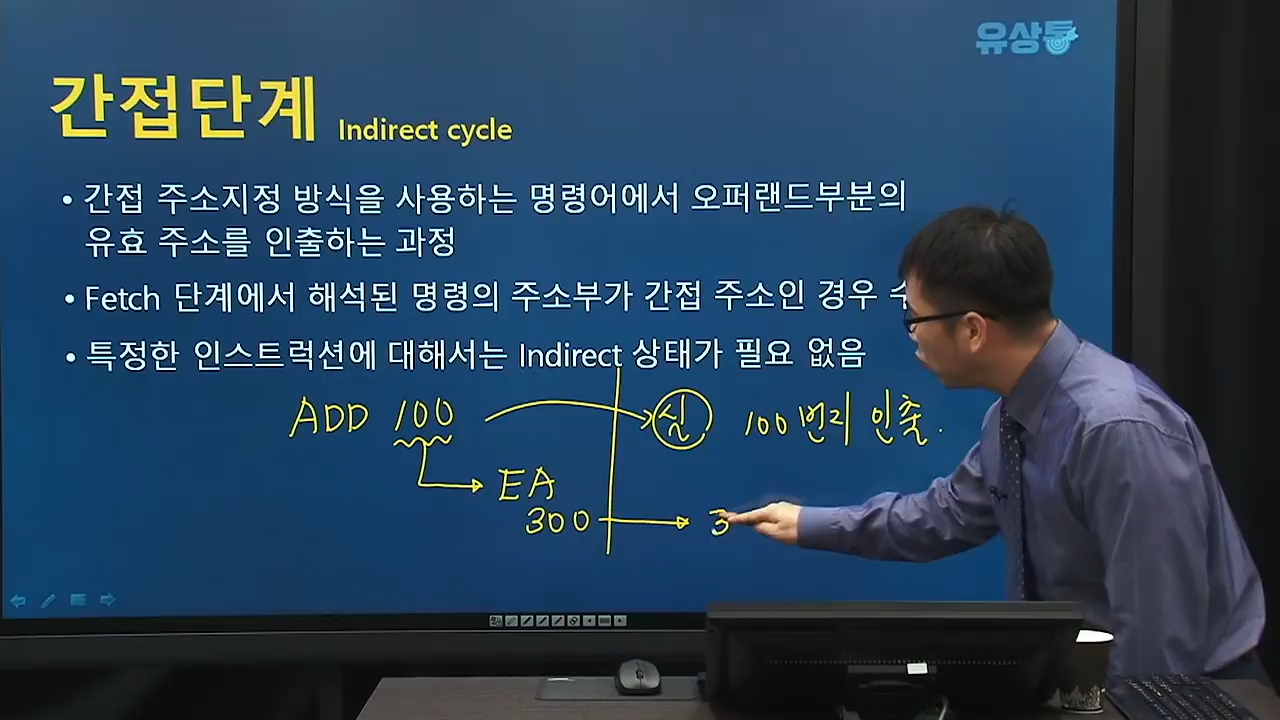 유상통
간접단계 Indirect cycle
• 간접 주소지정 방식을 사용하는 명령어에서 오퍼랜드부분의
유효 주소를 인출하는 과정
• Fetch 단계에서 해석된 명령의 주소부가 간접 주소인 경우
• 특정한 인스트럭션에 대해서는 Indirect 상태가 필요 없음
ADD 100 실 100 번지 인출.
EA
300 3